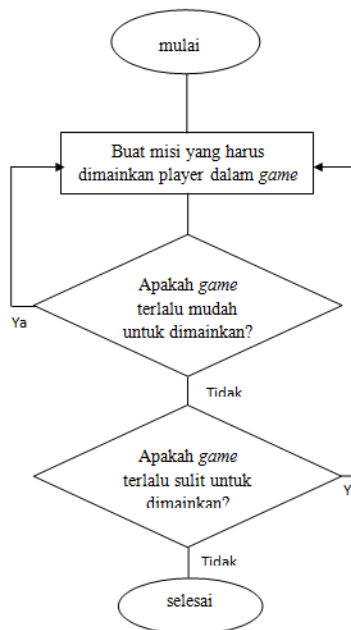 mulai
Buat misi yang harus
dimainkan player dalam game
Apakah game
terlalu mudah
untuk dimainkan?
Ya
Tidak
Apakah game
terlalu sulit untuk
dimainkan?
Y
Tidak
selesai